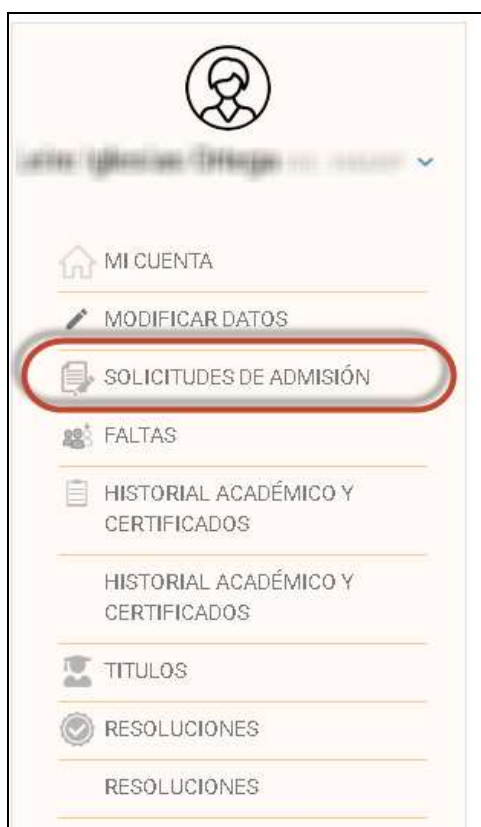 MI CUENTA
MODIFICAR DATOS
SOLICITUDES DE ADMISIÓN
FALTAS
HISTORIAL ACADÉMICO Y
CERTIFICADOS
HISTORIAL ACADÉMICO Y
CERTIFICADOS
TITULOS
RESOLUCIONES
RESOLUCIONES